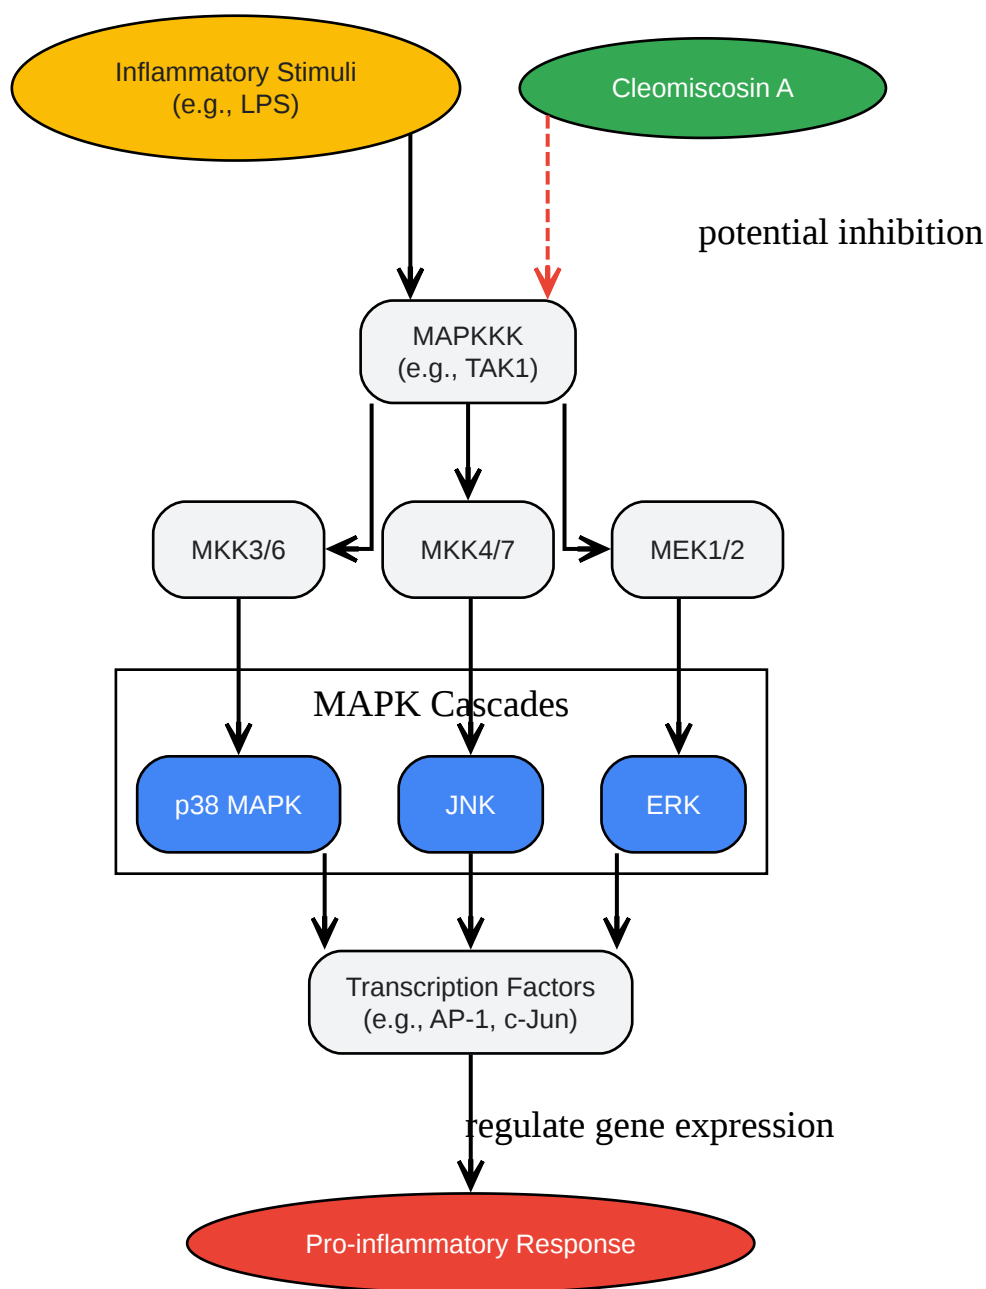 Inflammatory Stimuli
(e.g., LPS)
Cleomiscosin A
potential inhibition
MAPKKK
(e.g., TAK1)
MKK3/6
MKK4/7
MEK1/2
MAPK Cascades
p38 MAPK
JNK
ERK
Transcription Factors
(e.g., AP-1, c-Jun)
regulate gene expression
Pro-inflammatory Response